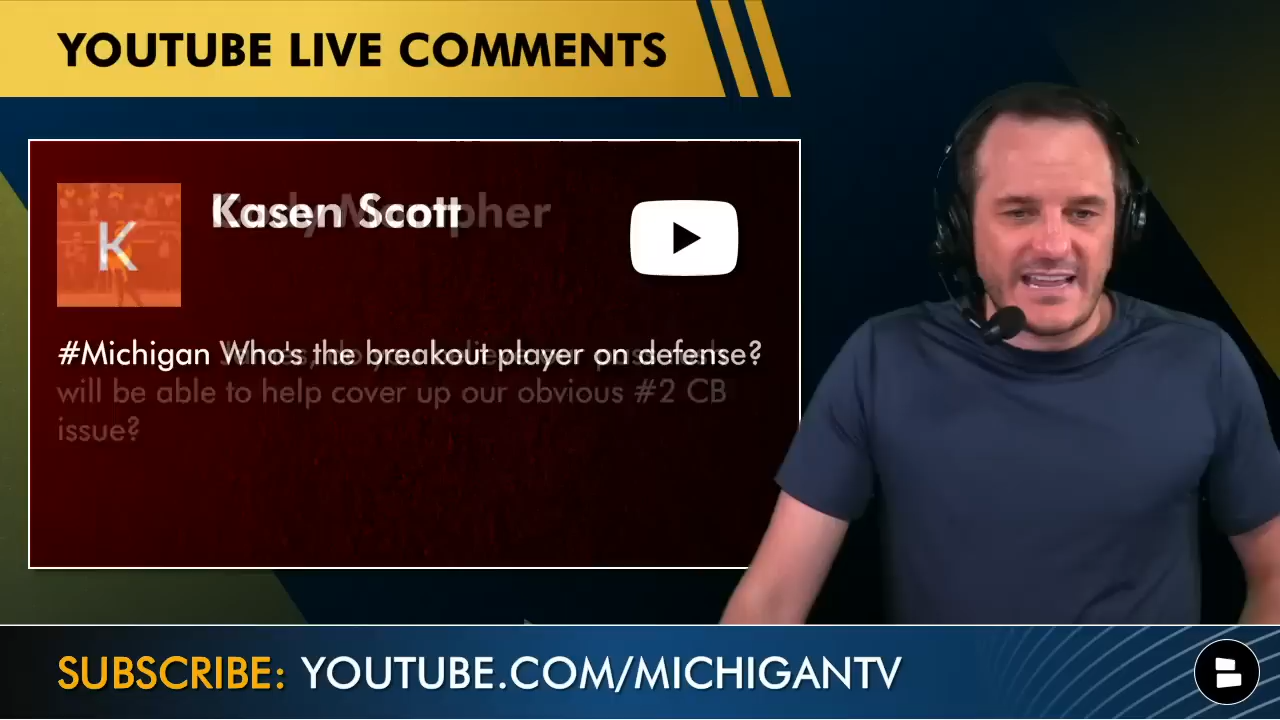 YOUTUBE LIVE COMMENTS
K
Kasen Scott
#Michigan Who's the breakout player on defense?
will be able to help cover up our obvious #2 CB
issue?
SUBSCRIBE: YOUTUBE.COM/MICHIGANTV